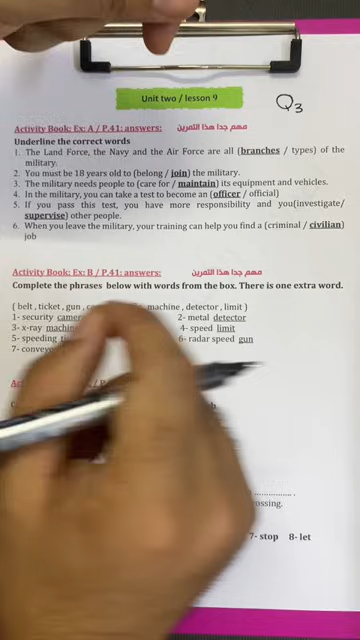 Unit two / lesson 9
Q3
Activity Book: Ex: A / P.41: answers: مهم جدا هذا التمرين
Underline the correct words
1. The Land Force, the Navy and the Air Force are all (branches / types) of the
military.
2. You must be 18 years old to (belong / join) the military.
3. The military needs people to (care for / maintain) its equipment and vehicles.
4. In the military, you can take a test to become an (officer / official)
5. If you pass this test, you have more responsibility and you(investigate/
supervise) other people.
6. When you leave the military, your training can help you find a (criminal / civilian)
job
Activity Book: Ex: B / P.41: answers: مهم جدا هذا التمرين
Complete the phrases below with words from the box. There is one extra word.
( belt , ticket , gun , machine , detector , limit )
1- security 2- metal detector
3- x-ray 4- speed limit
5- speeding 6- radar speed gun
7-
7- stop 8- let